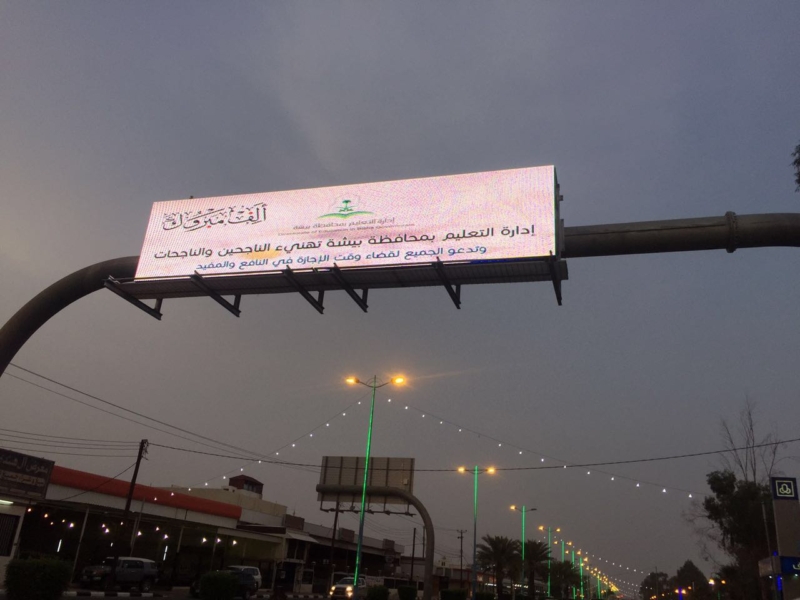 ألف مبروك
إدارة التعليم بمحافظة بيشة
إدارة التعليم بمحافظة بيشة تهنيء الناجحين والناجحات
وتدعو الجميع لقضاء وقت الإجازة في النافع والمفيد